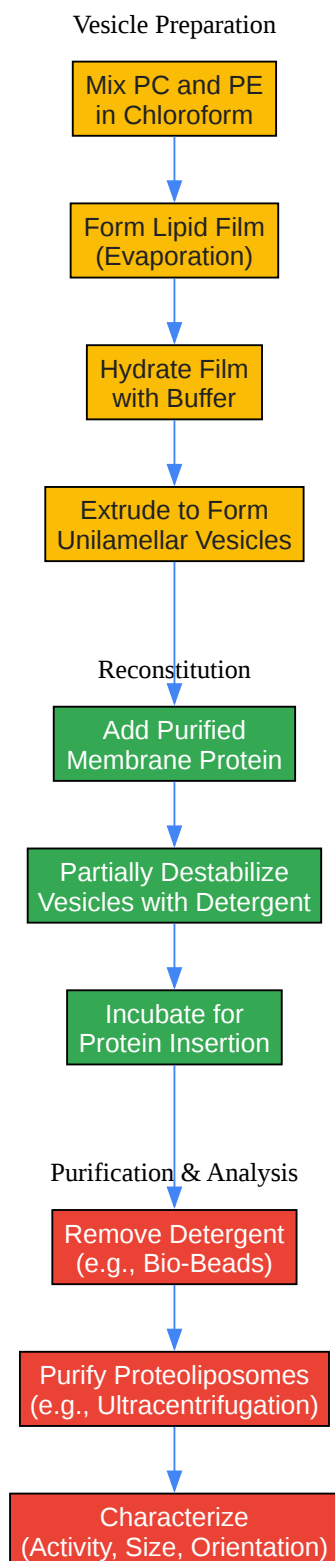 Vesicle Preparation
Mix PC and PE
in Chloroform
Form Lipid Film
(Evaporation)
Hydrate Film
with Buffer
Extrude to Form
Unilamellar Vesicles
Reconstitution
Add Purified
Membrane Protein
Partially Destabilize
Vesicles with Detergent
Incubate for
Protein Insertion
Purification & Analysis
Remove Detergent
(e.g., Bio-Beads)
Purify Proteoliposomes
(e.g., Ultracentrifugation)
Characterize
(Activity, Size, Orientation)